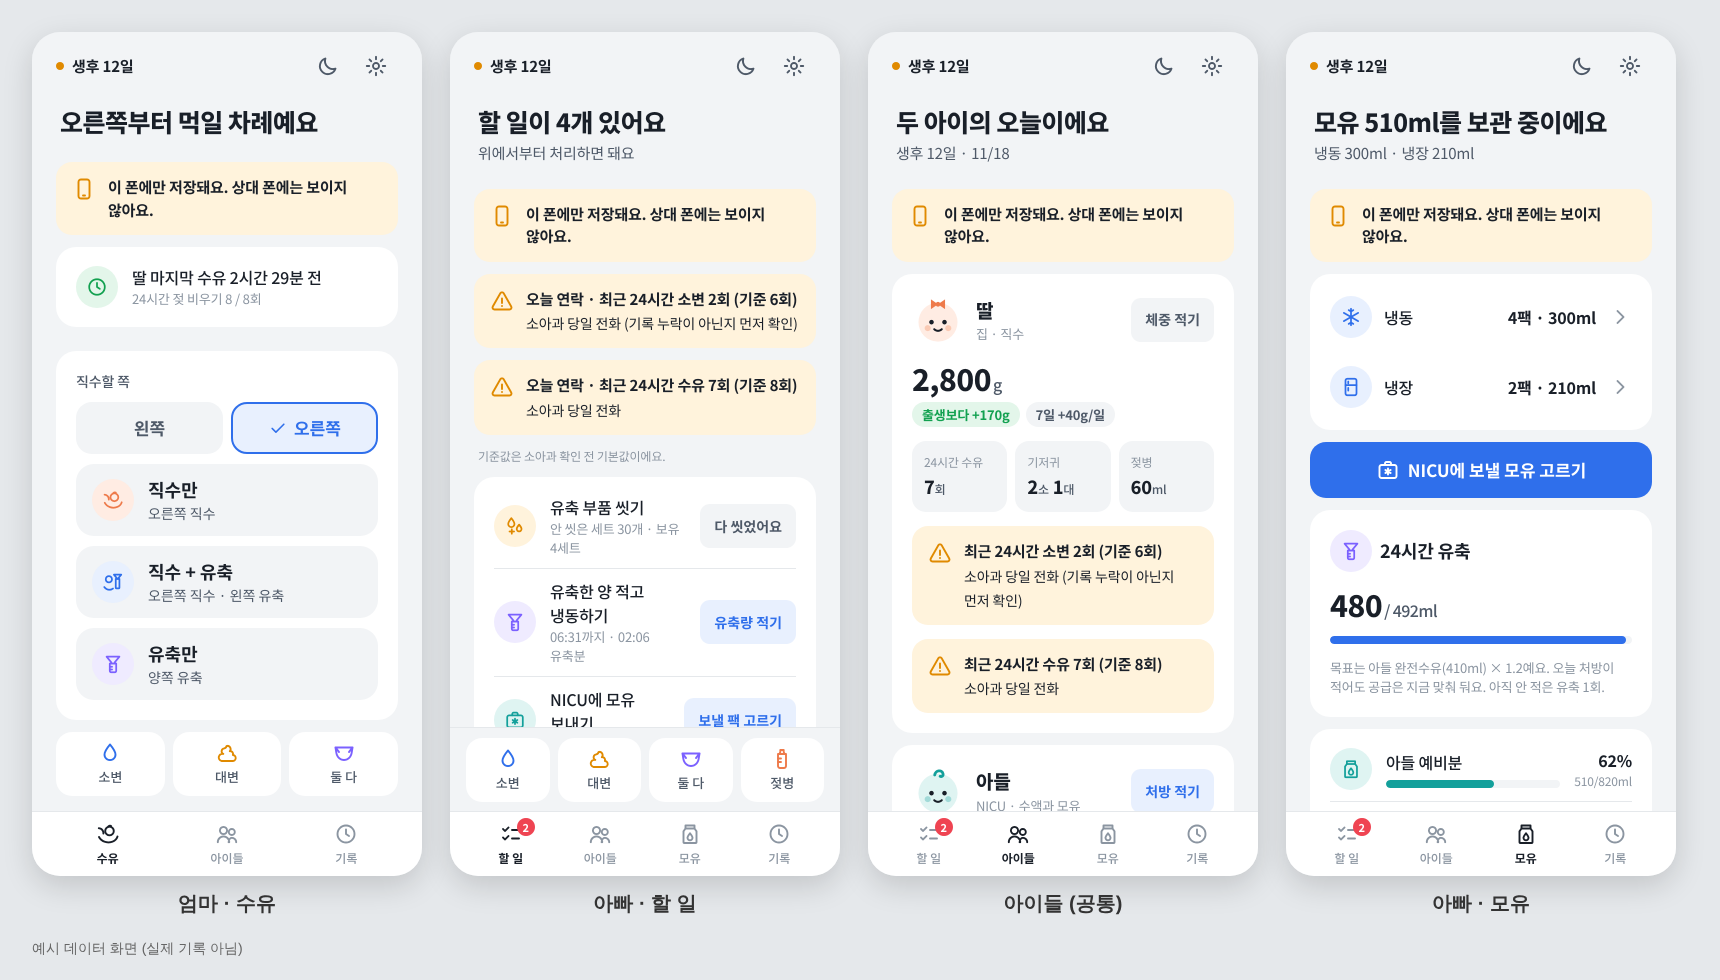 생후 12일
오른쪽부터 먹일 차례예요
이 폰에만 저장돼요. 상대 폰에는 보이지
않아요.
딸 마지막 수유 2시간 29분 전
24시간 젖 비우기 8 / 8회
직수할 쪽
왼쪽
오른쪽
직수만
오른쪽 직수
직수 + 유축
오른쪽 직수 · 왼쪽 유축
유축만
양쪽 유축
소변
대변
둘 다
수유
아이들
기록
엄마 · 수유
생후 12일
할 일이 4개 있어요
위에서부터 처리하면 돼요
이 폰에만 저장돼요. 상대 폰에는 보이지
않아요.
오늘 연락 · 최근 24시간 소변 2회 (기준 6회)
소아과 당일 전화 (기록 누락이 아닌지 먼저 확인)
오늘 연락 · 최근 24시간 수유 7회 (기준 8회)
소아과 당일 전화
기준값은 소아과 확인 전 기본값이에요.
유축 부품 씻기
안 씻은 세트 30개 · 보유
4세트
다 씻었어요
유축한 양 적고
냉동하기
06:31까지 · 02:06
유축분
유축량 적기
NICU에 모유
보내기
보낼 팩 고르기
소변
대변
둘 다
젖병
2
할 일
아이들
모유
기록
아빠 · 할 일
생후 12일
두 아이의 오늘이에요
생후 12일 · 11/18
이 폰에만 저장돼요. 상대 폰에는 보이지
않아요.
딸
집 · 직수
체중 적기
2,800g
출생보다 +170g
7일 +40g/일
24시간 수유
7회
기저귀
2소 1대
젖병
60ml
최근 24시간 소변 2회 (기준 6회)
소아과 당일 전화 (기록 누락이 아닌지
먼저 확인)
최근 24시간 수유 7회 (기준 8회)
소아과 당일 전화
아들
NICU · 수액과 모유
처방 적기
2
할 일
아이들
모유
기록
아이들 (공통)
생후 12일
모유 510ml를 보관 중이에요
냉동 300ml · 냉장 210ml
이 폰에만 저장돼요. 상대 폰에는 보이지
않아요.
냉동
4팩 · 300ml
냉장
2팩 · 210ml
NICU에 보낼 모유 고르기
24시간 유축
480 / 492ml
목표는 아들 완전수유(410ml) × 1.2예요. 오늘 처방이
적어도 공급은 지금 맞춰 둬요. 아직 안 적은 유축 1회.
아들 예비분
62%
510/820ml
2
할 일
아이들
모유
기록
아빠 · 모유
예시 데이터 화면 (실제 기록 아님)